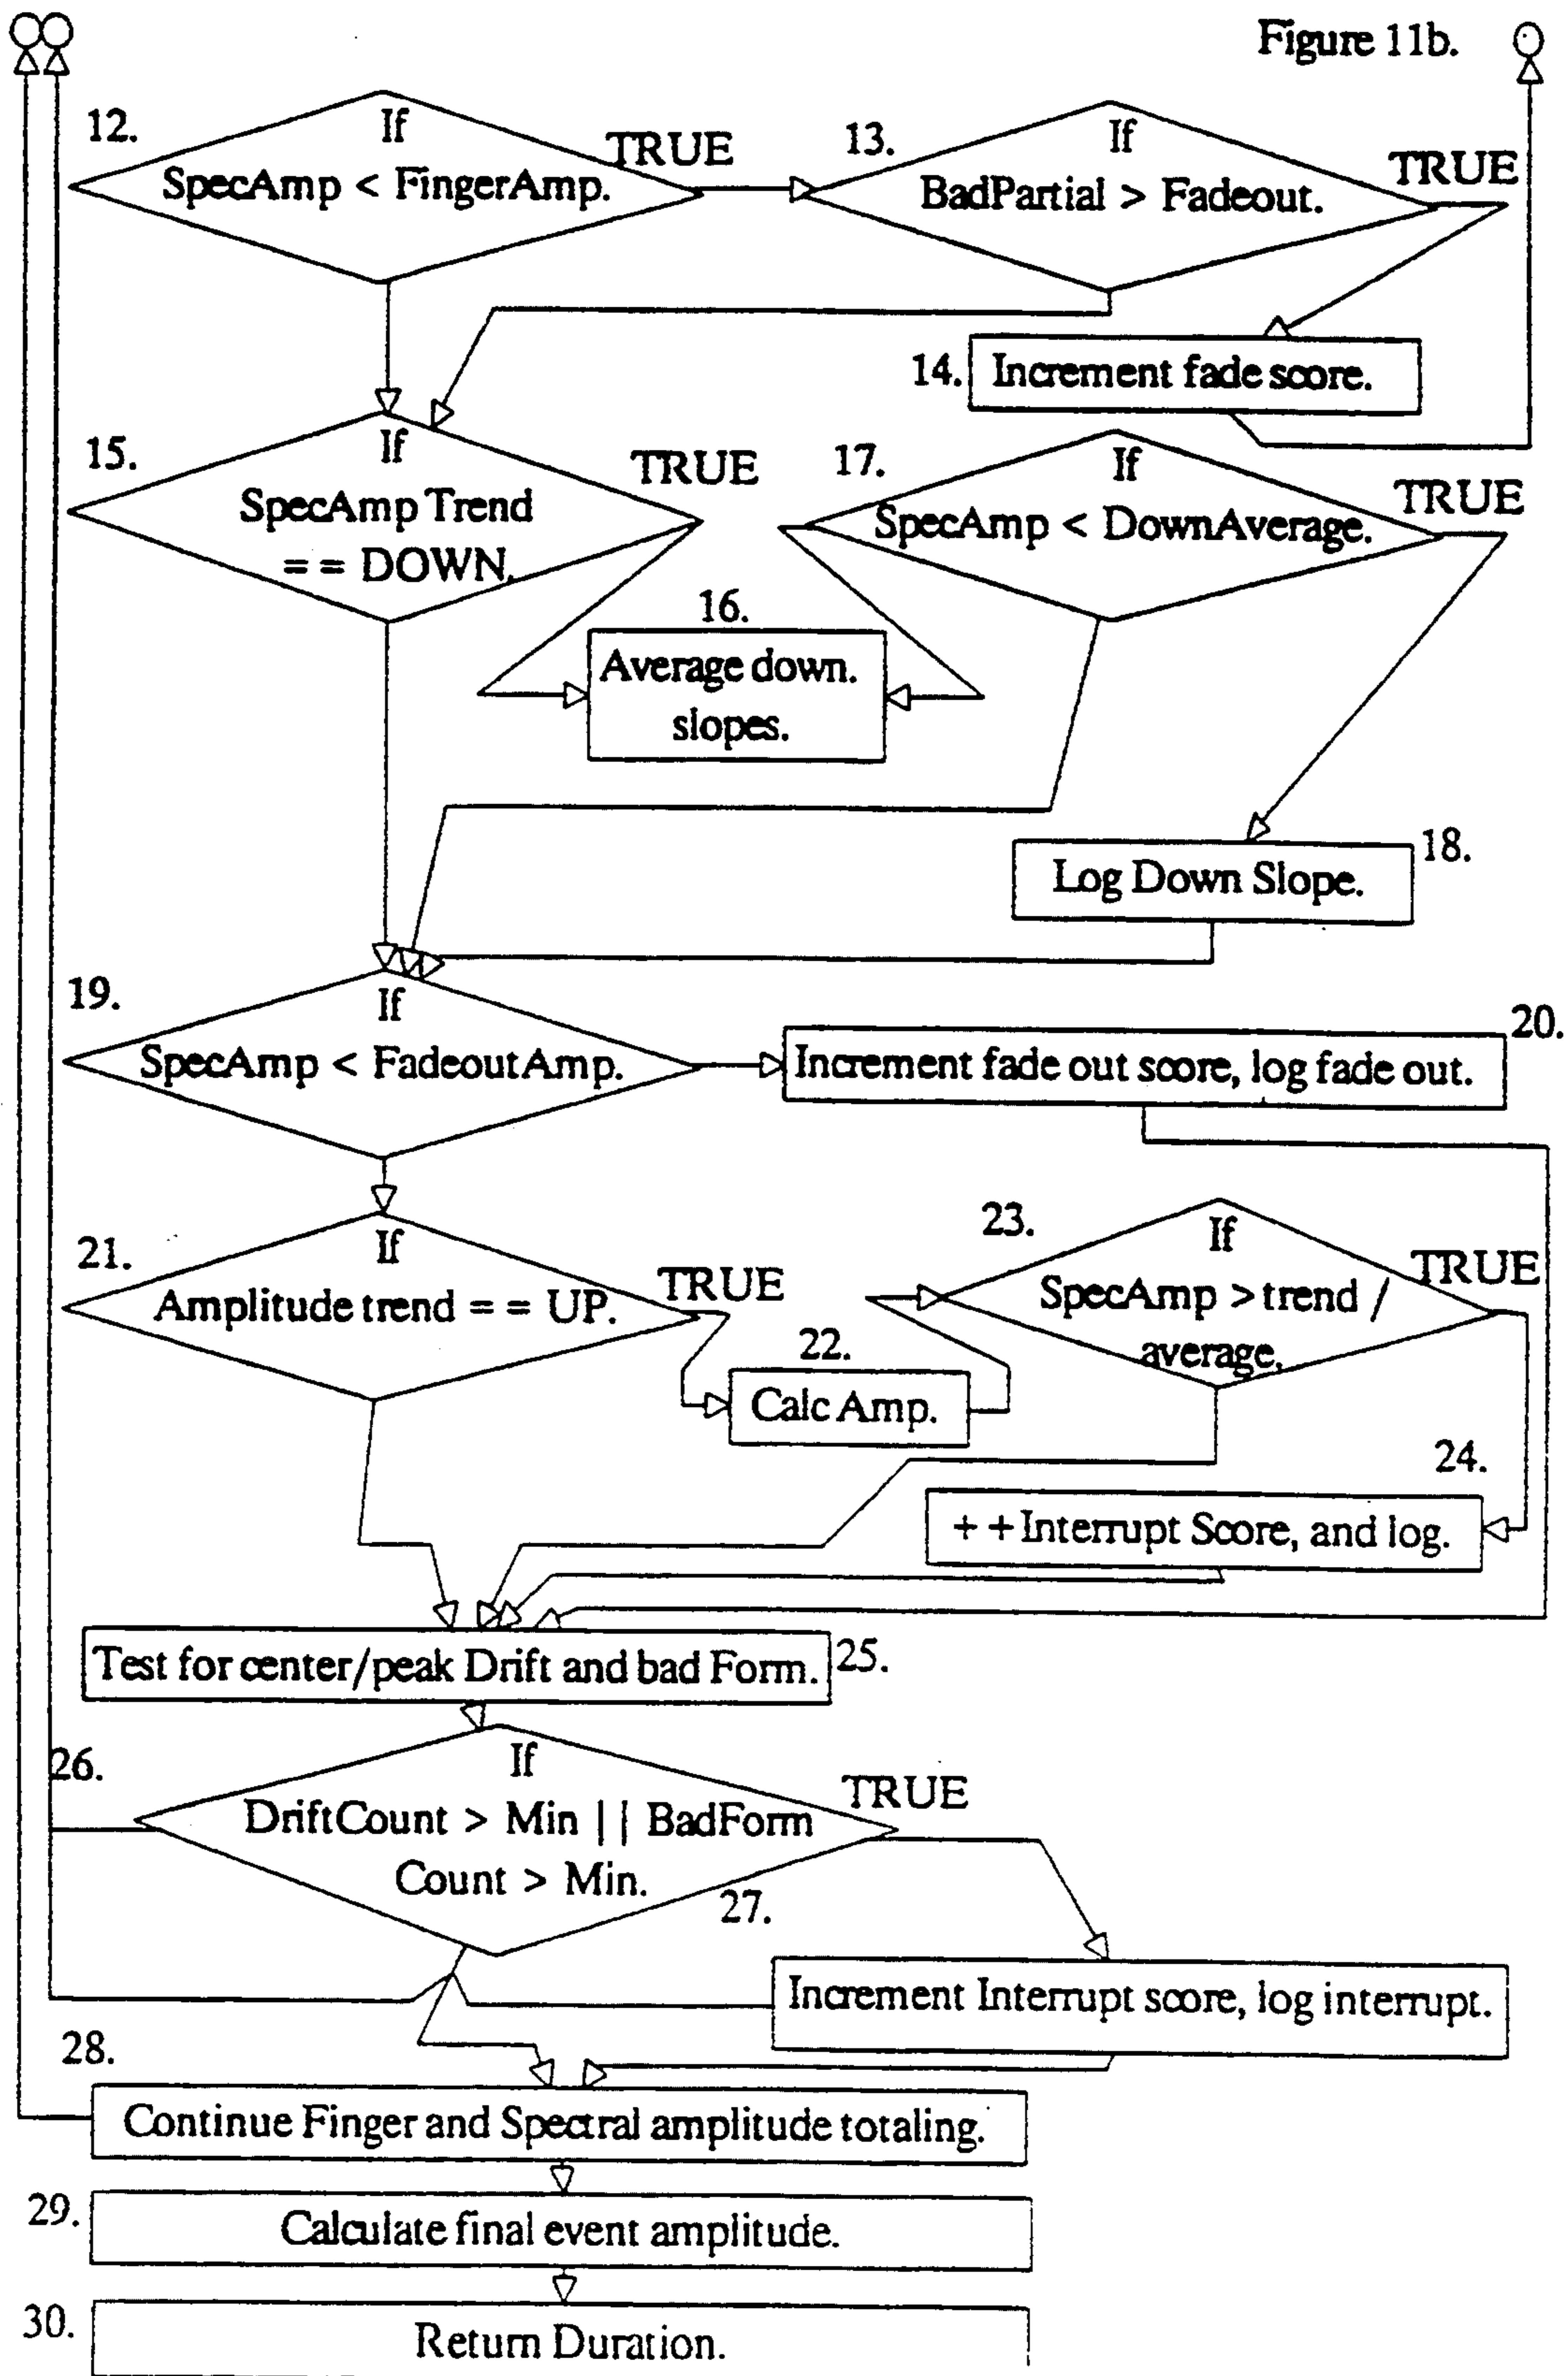 Figure 11b.
12.
If
SpecAmp < FingerAmp.
TRUE
13.
If
BadPartial > Fadeout.
TRUE
14.
Increment fade score.
15.
If
SpecAmp Trend
= = DOWN.
TRUE
16.
Average down.
slopes.
17.
If
SpecAmp < DownAverage.
TRUE
18.
Log Down Slope.
19.
If
SpecAmp < FadeoutAmp.
20.
Increment fade out score, log fade out.
21.
If
Amplitude trend = = UP.
TRUE
22.
Calc Amp.
23.
If
SpecAmp > trend /
average.
TRUE
24.
+ + Interrupt Score, and log.
Test for center/peak Drift and bad Form.
25.
26.
If
DriftCount > Min || BadForm
Count > Min.
TRUE
27.
Increment Interrupt score, log interrupt.
28.
Continue Finger and Spectral amplitude totaling.
29.
Calculate final event amplitude.
30.
Return Duration.